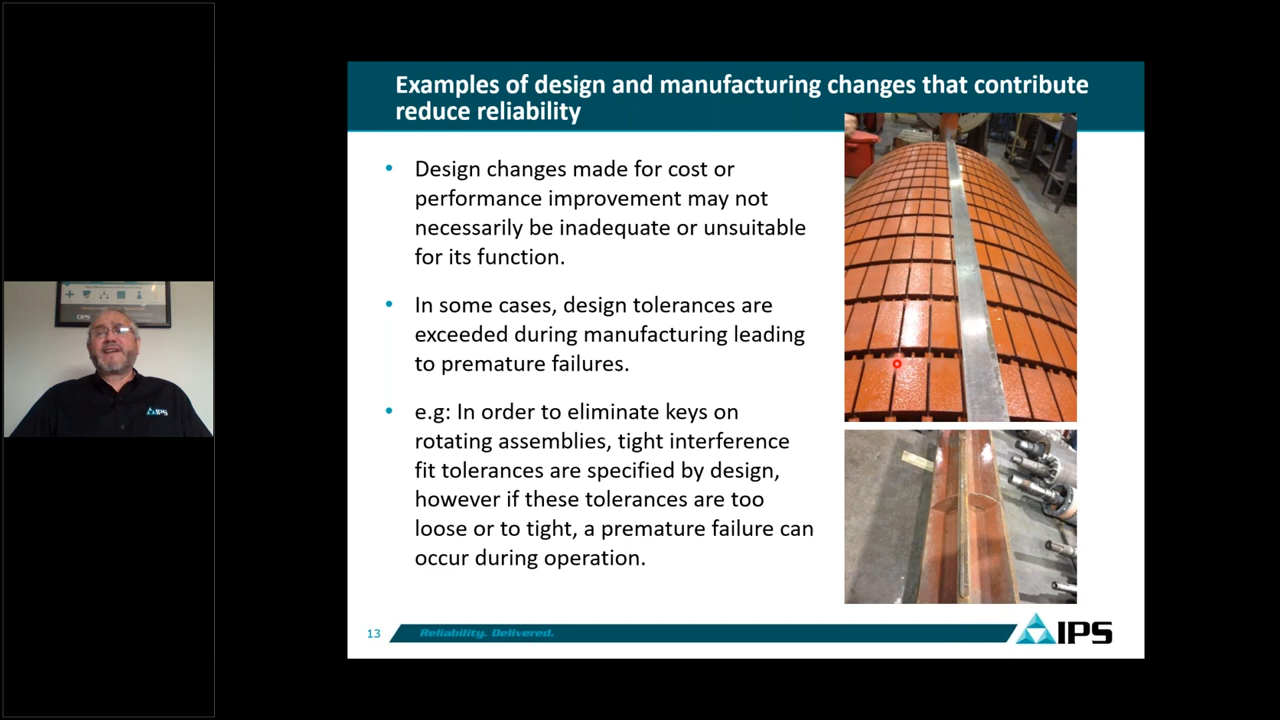 Examples of design and manufacturing changes that contribute
reduce reliability
• Design changes made for cost or
performance improvement may not
necessarily be inadequate or unsuitable
for its function.
• In some cases, design tolerances are
exceeded during manufacturing leading
to premature failures.
• e.g: In order to eliminate keys on
rotating assemblies, tight interference
fit tolerances are specified by design,
however if these tolerances are too
loose or to tight, a premature failure can
occur during operation.
13
Reliability. Delivered.
IPS
IPS